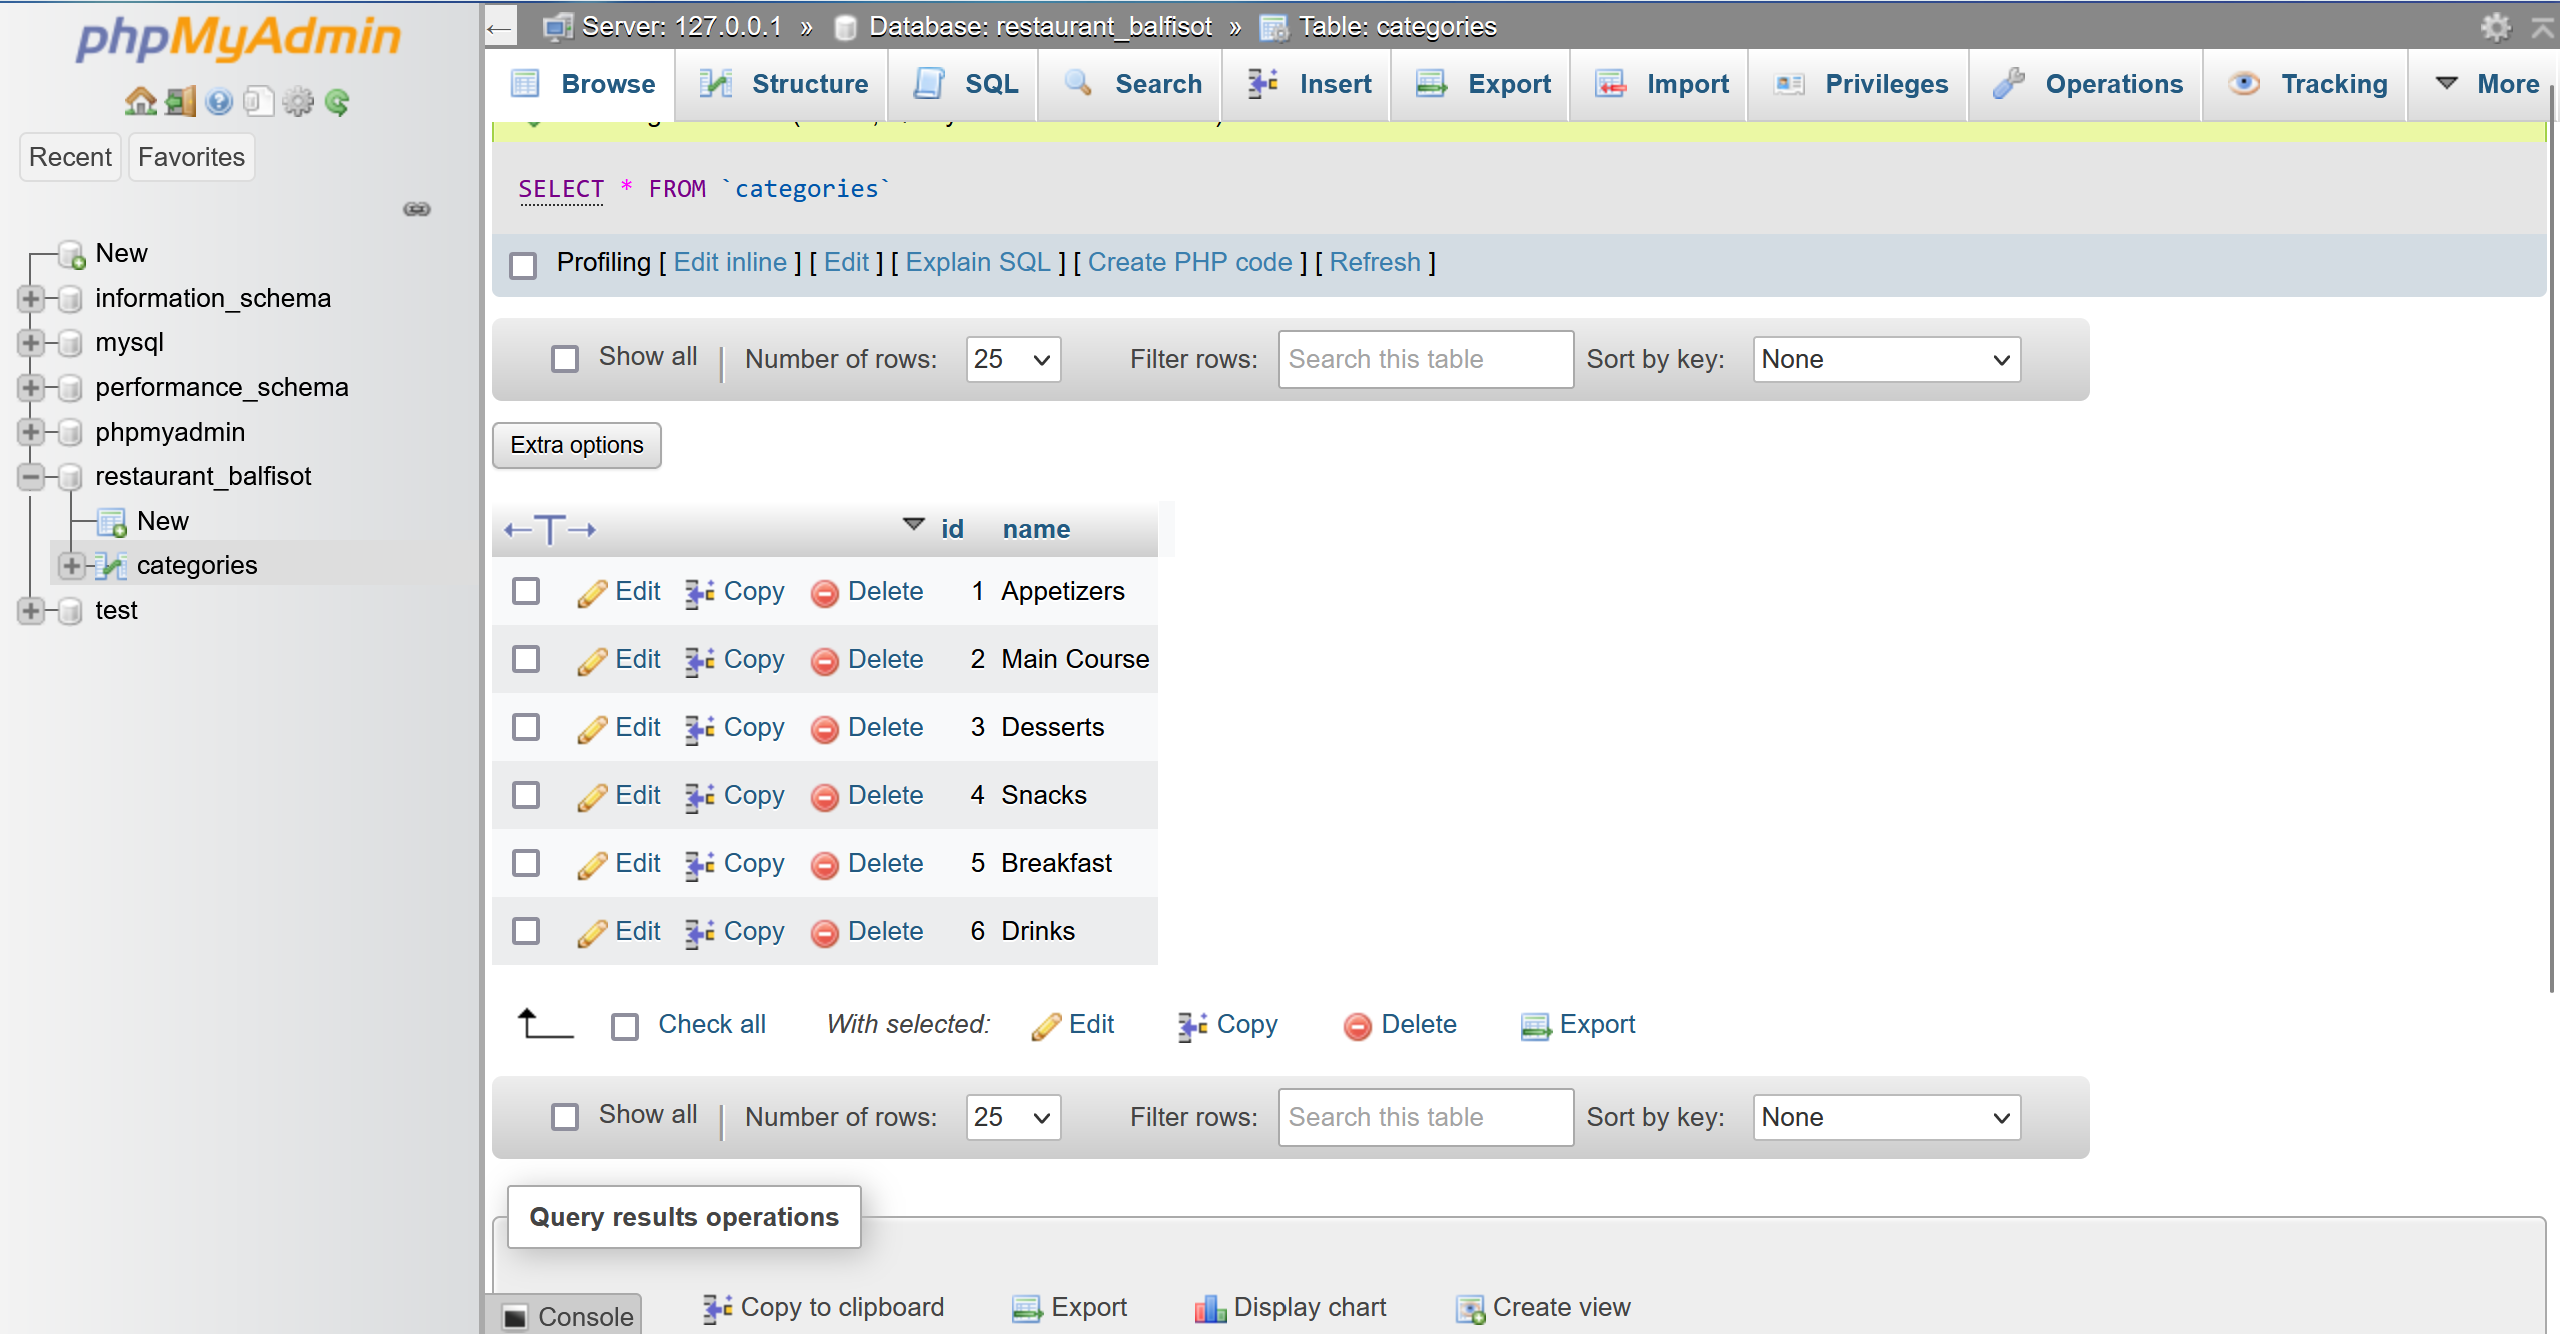 phpMyAdmin
Recent Favorites
New
information_schema
mysql
performance_schema
phpmyadmin
restaurant_balfisot
New
categories
test
Server: 127.0.0.1 » Database: restaurant_balfisot » Table: categories
Browse Structure SQL Search Insert Export Import Privileges Operations Tracking More
SELECT * FROM `categories`
Profiling [ Edit inline ] [ Edit ] [ Explain SQL ] [ Create PHP code ] [ Refresh ]
Show all Number of rows: 25 Filter rows: Search this table Sort by key: None
Extra options
←T→ id name
Edit Copy Delete 1 Appetizers
Edit Copy Delete 2 Main Course
Edit Copy Delete 3 Desserts
Edit Copy Delete 4 Snacks
Edit Copy Delete 5 Breakfast
Edit Copy Delete 6 Drinks
Check all With selected: Edit Copy Delete Export
Show all Number of rows: 25 Filter rows: Search this table Sort by key: None
Query results operations
Copy to clipboard Export Display chart Create view
Console